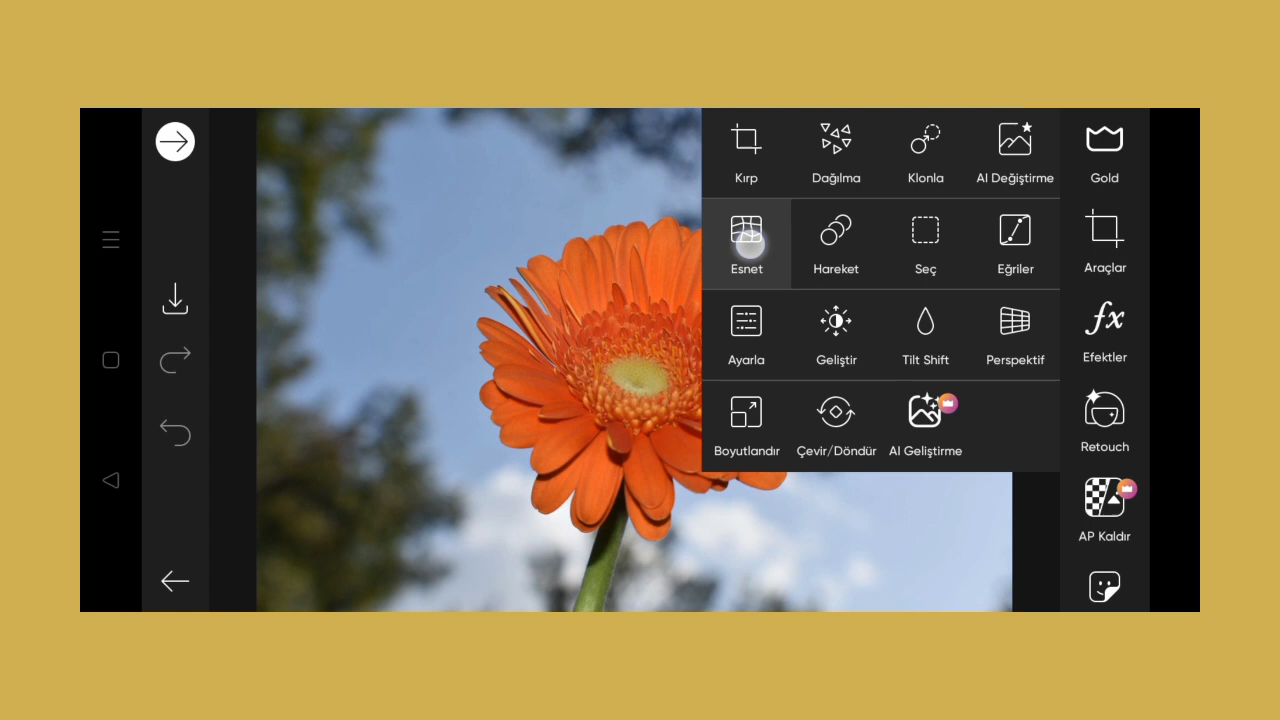 Kırp
Dağılma
Klonla
AI Değiştirme
Esnet
Hareket
Seç
Eğriler
Ayarla
Geliştir
Tilt Shift
Perspektif
Boyutlandır
Çevir/Döndür
AI Geliştirme
Gold
Araçlar
fx
Efektler
Retouch
AP Kaldır